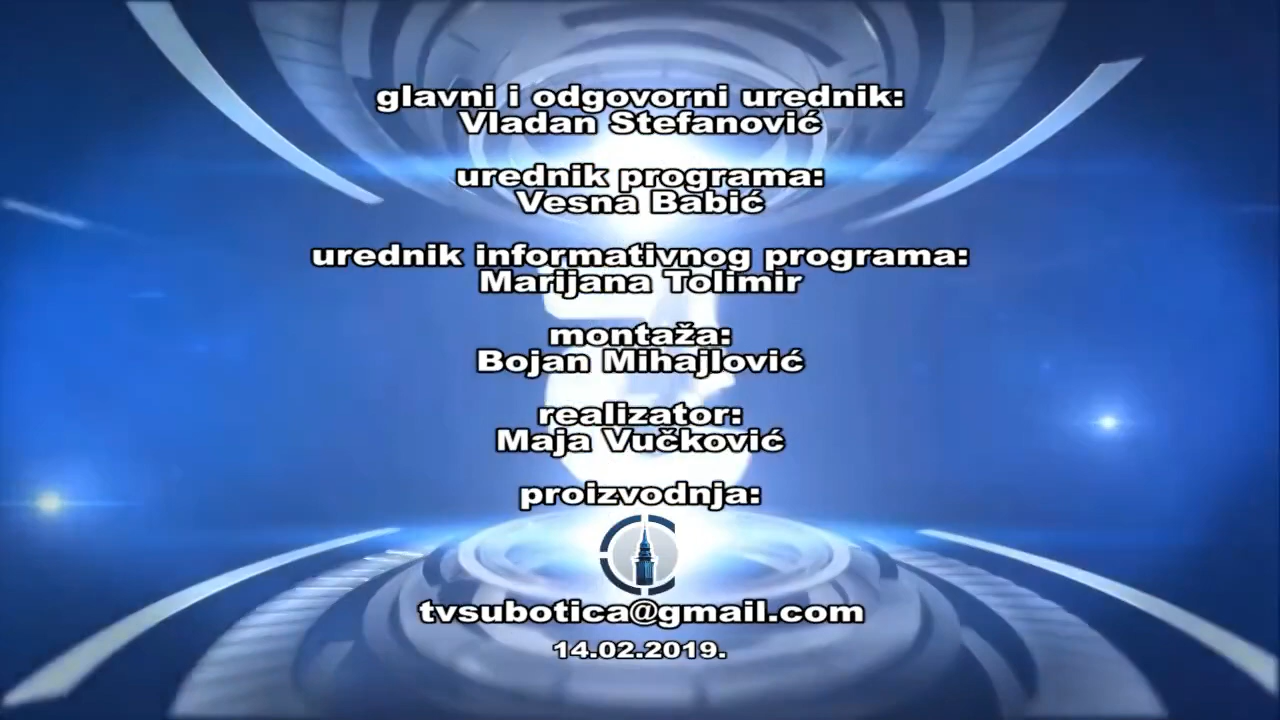 glavni i odgovorni urednik:
Vladan Stefanović
urednik programa:
Vesna Babić
urednik informativnog programa:
Marijana Tolimir
montaža:
Bojan Mihajlović
realizator:
Maja Vučković
proizvodnja:
tvsubotica@gmail.com
14.02.2019.